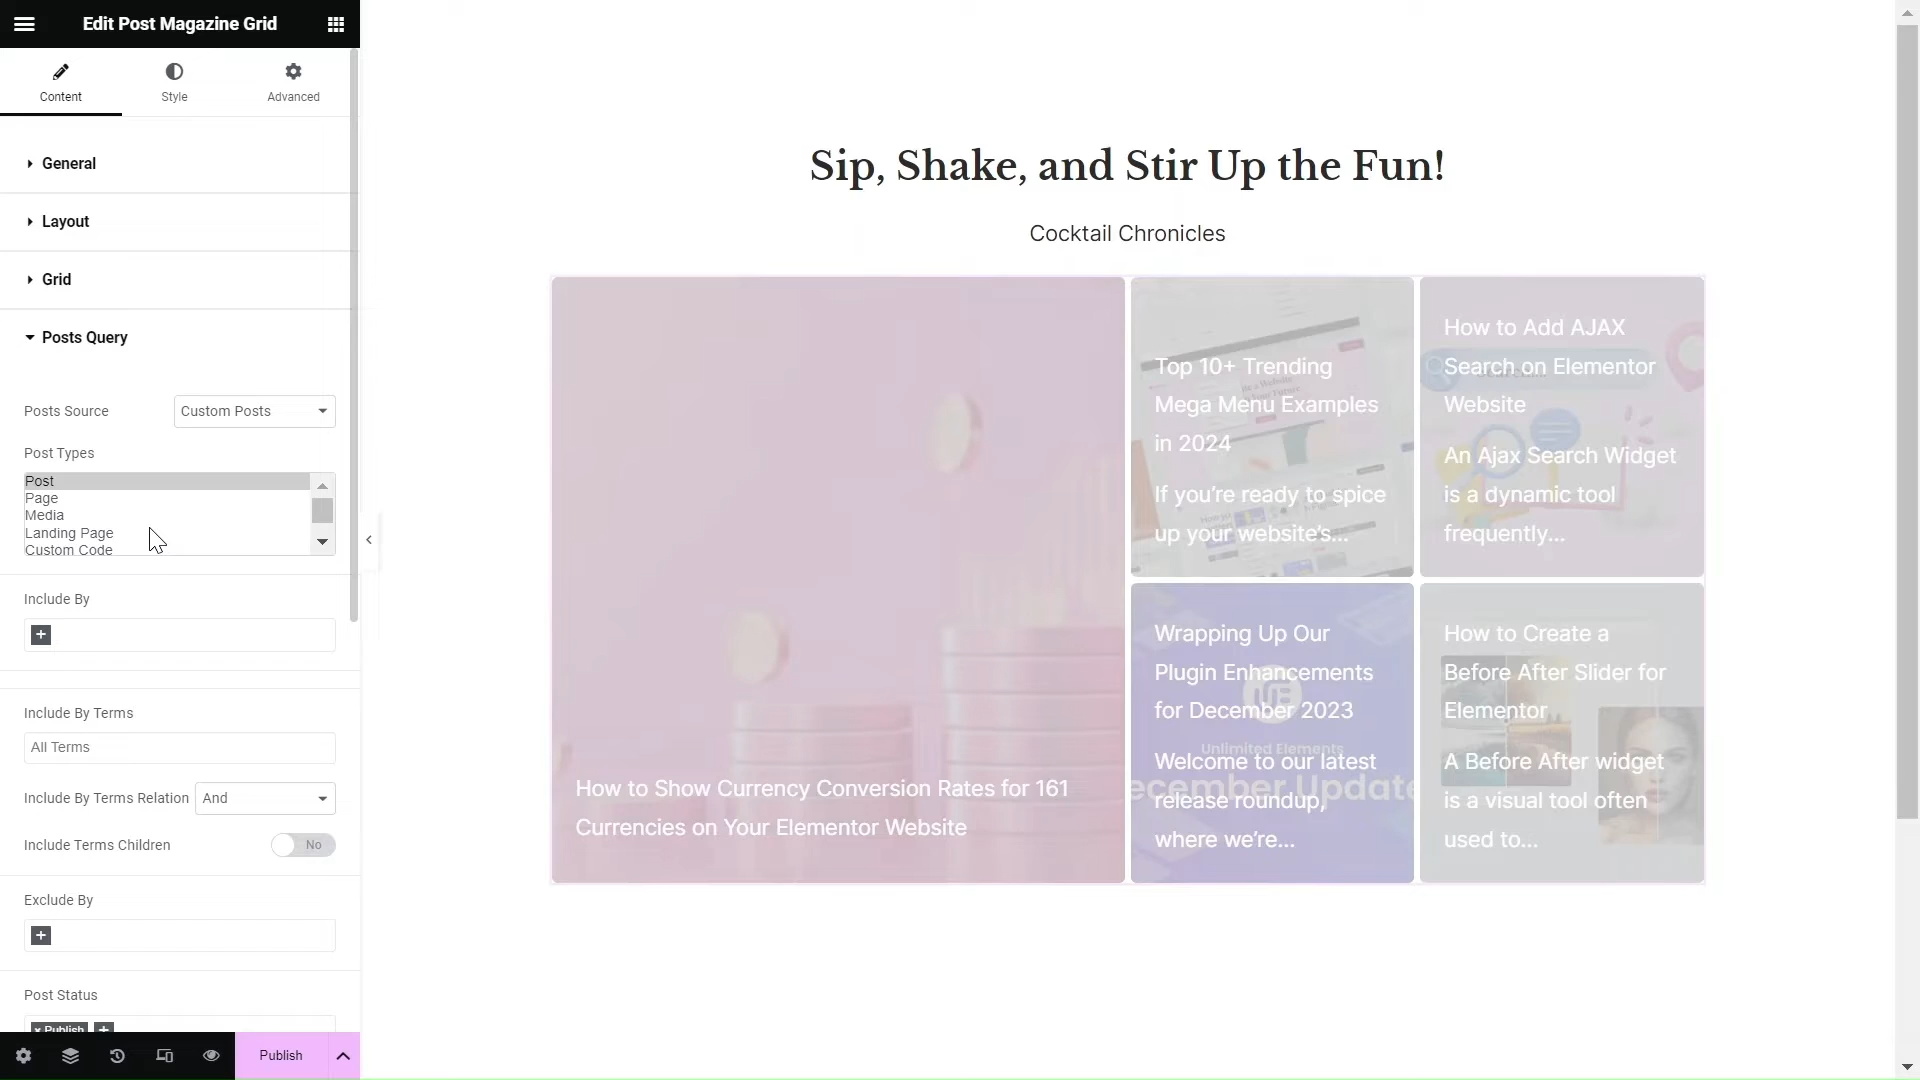 Edit Post Magazine Grid
Content
Style
Advanced
General
Layout
Grid
Posts Query
Posts Source
Custom Posts
Post Types
Post
Page
Media
Landing Page
Custom Code
Include By
Include By Terms
All Terms
Include By Terms Relation
And
Include Terms Children
No
Exclude By
Post Status
× Publish
Publish
Sip, Shake, and Stir Up the Fun!
Cocktail Chronicles
How to Show Currency Conversion Rates for 161
Currencies on Your Elementor Website
Top 10+ Trending
Mega Menu Examples
in 2024
If you're ready to spice
up your website's...
How to Add AJAX
Search on Elementor
Website
An Ajax Search Widget
is a dynamic tool
frequently...
Wrapping Up Our
Plugin Enhancements
for December 2023
Unlimited Elements
Welcome to our latest
ecember Update
release roundup,
where we're...
How to Create a
Before After Slider for
Elementor
A Before After widget
is a visual tool often
used to...